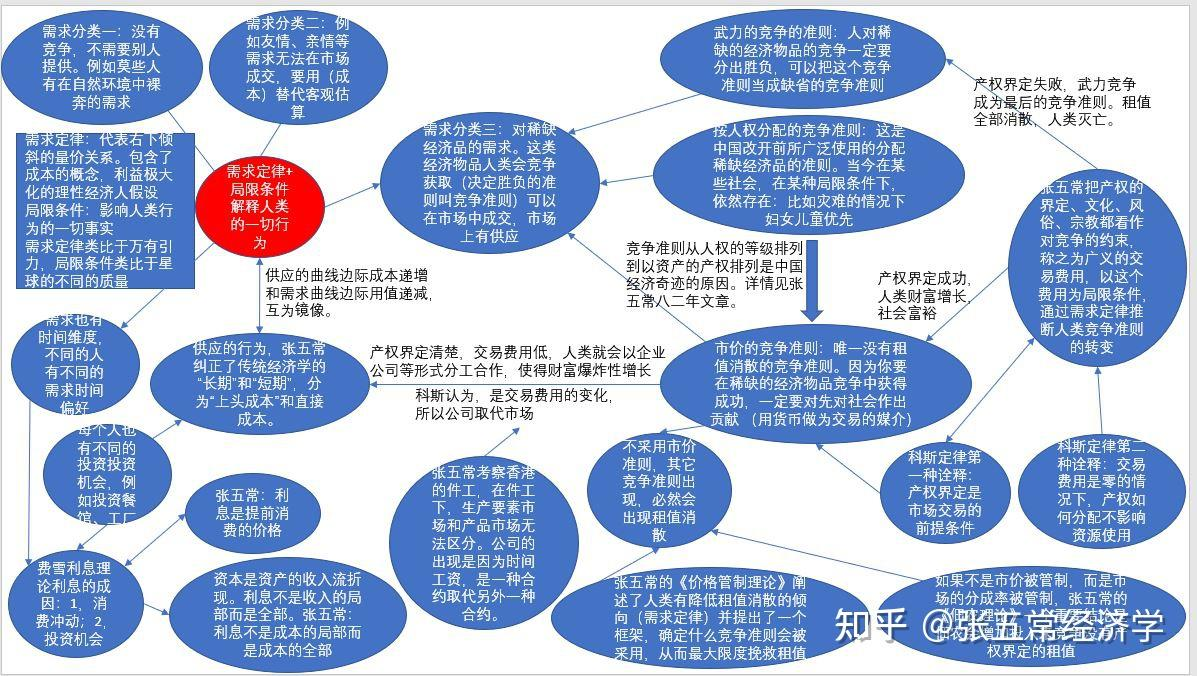 需求分类一：没有
竞争，不需要别人
提供。例如莫些人
有在自然环境中裸
奔的需求
需求分类二：例
如友情、亲情等
需求无法在市场
成交，要用（成
本）替代客观估
算
武力的竞争的准则：人对稀
缺的经济物品的竞争一定要
分出胜负，可以把这个竞争
准则当成缺省的竞争准则
产权界定失败，武力竞争
成为最后的竞争准则。租值
全部消散，人类灭亡。
需求定律：代表右下倾
斜的量价关系。包含了
成本的概念，利益极大
化的理性经济人假设
局限条件：影响人类行
为的一切事实
需求定律类比于万有引
力，局限条件类比于星
球的不同的质量
需求定律+
局限条件
解释人类
的一切行
为
需求分类三：对稀缺
经济品的需求。这类
经济物品人类会竞争
获取（决定胜负的准
则叫竞争准则）可以
在市场中成交，市场
上有供应
按人权分配的竞争准则：这是
中国改开前所广泛使用的分配
稀缺经济品的准则。当今在某
些社会，在某种局限条件下，
依然存在：比如灾难的情况下
妇女儿童优先
张五常把产权的
界定、文化、风
俗、宗教都看作
对竞争的约束，
称之为广义的交
易费用，以这个
费用为局限条件，
通过需求定律推
断人类竞争准则
的转变
供应的曲线边际成本递增
和需求曲线边际用值递减，
互为镜像。
竞争准则从人权的等级排列
到以资产的产权排列是中国
经济奇迹的原因。详情见张
五常八二年文章。
产权界定成功，
人类财富增长，
社会富裕
需求也有
时间维度，
不同的人
有不同的
需求时间
偏好
供应的行为，张五常
纠正了传统经济学的
“长期”和“短期”，分
为“上头成本”和直接
成本。
产权界定清楚，交易费用低，人类就会以企业
公司等形式分工合作，使得财富爆炸性增长
科斯认为，是交易费用的变化，
所以公司取代市场
市价的竞争准则：唯一没有租
值消散的竞争准则。因为你要
在稀缺的经济物品竞争中获得
成功，一定要对先对社会作出
贡献（用货币做为交易的媒介）
每个人也
有不同的
投资投资
机会，例
如投资餐
馆、工厂
张五常：利
息是提前消
费的价格
张五常考察香港
的件工，在件工
下，生产要素市
场和产品市场无
法区分。公司的
出现是因为时间
工资，是一种合
约取代另外一种
合约。
不采用市价
准则，其它
竞争准则出
现，必然会
出现租值消
散
科斯定律第
一种诠释：
产权界定是
市场交易的
前提条件
科斯定律第二
种诠释：交易
费用是零的情
况下，产权如
何分配不影响
资源使用
费雪利息理
论利息的成
因：1，消
费冲动；2，
投资机会
资本是资产的收入流折
现。利息不是收入的局
部而是全部。张五常：
利息不是成本的局部而
是成本的全部
张五常的《价格管制理论》阐
述了人类有降低租值消散的倾
向（需求定律）并提出了一个
框架，确定什么竞争准则会被
采用，从而最大限度挽救租值
如果不是市价被管制，而是市
场的分成率被管制，张五常的
权界定的租值
知乎 @张五常经济学